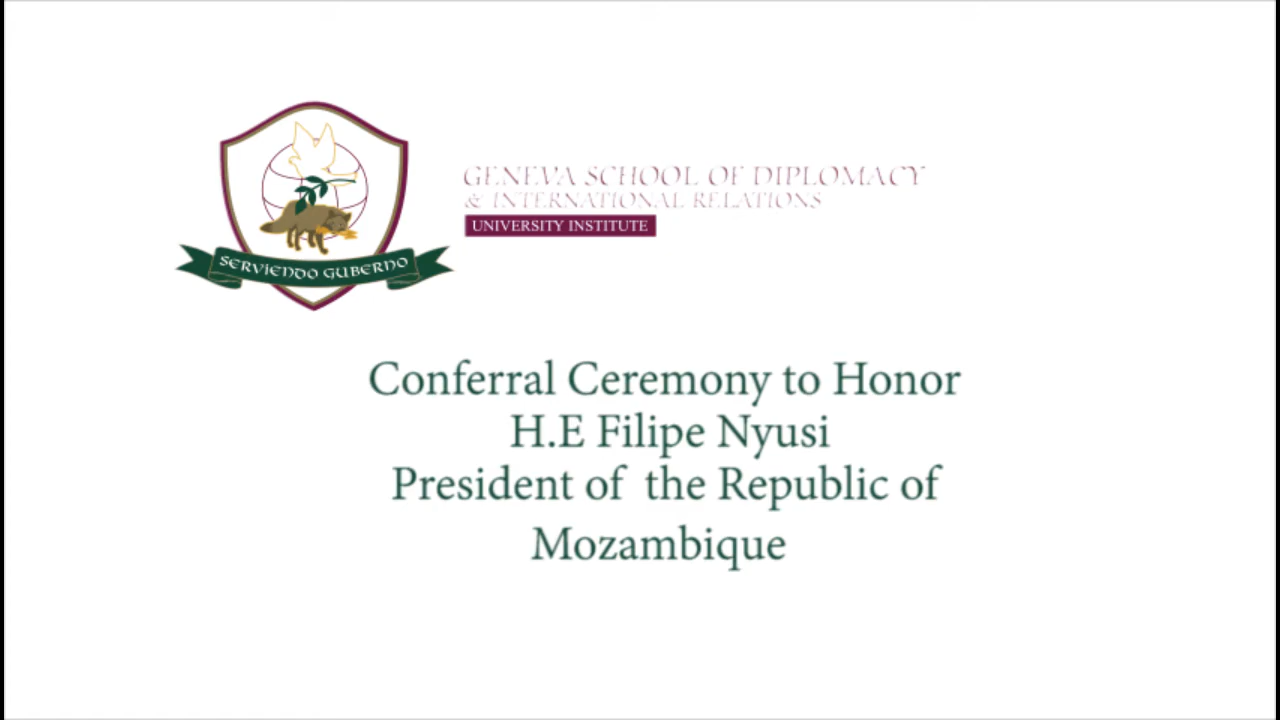 GENEVA SCHOOL OF DIPLOMACY
& INTERNATIONAL RELATIONS
UNIVERSITY INSTITUTE
SERVIENDO GUBERNO
Conferral Ceremony to Honor
H.E Filipe Nyusi
President of the Republic of
Mozambique